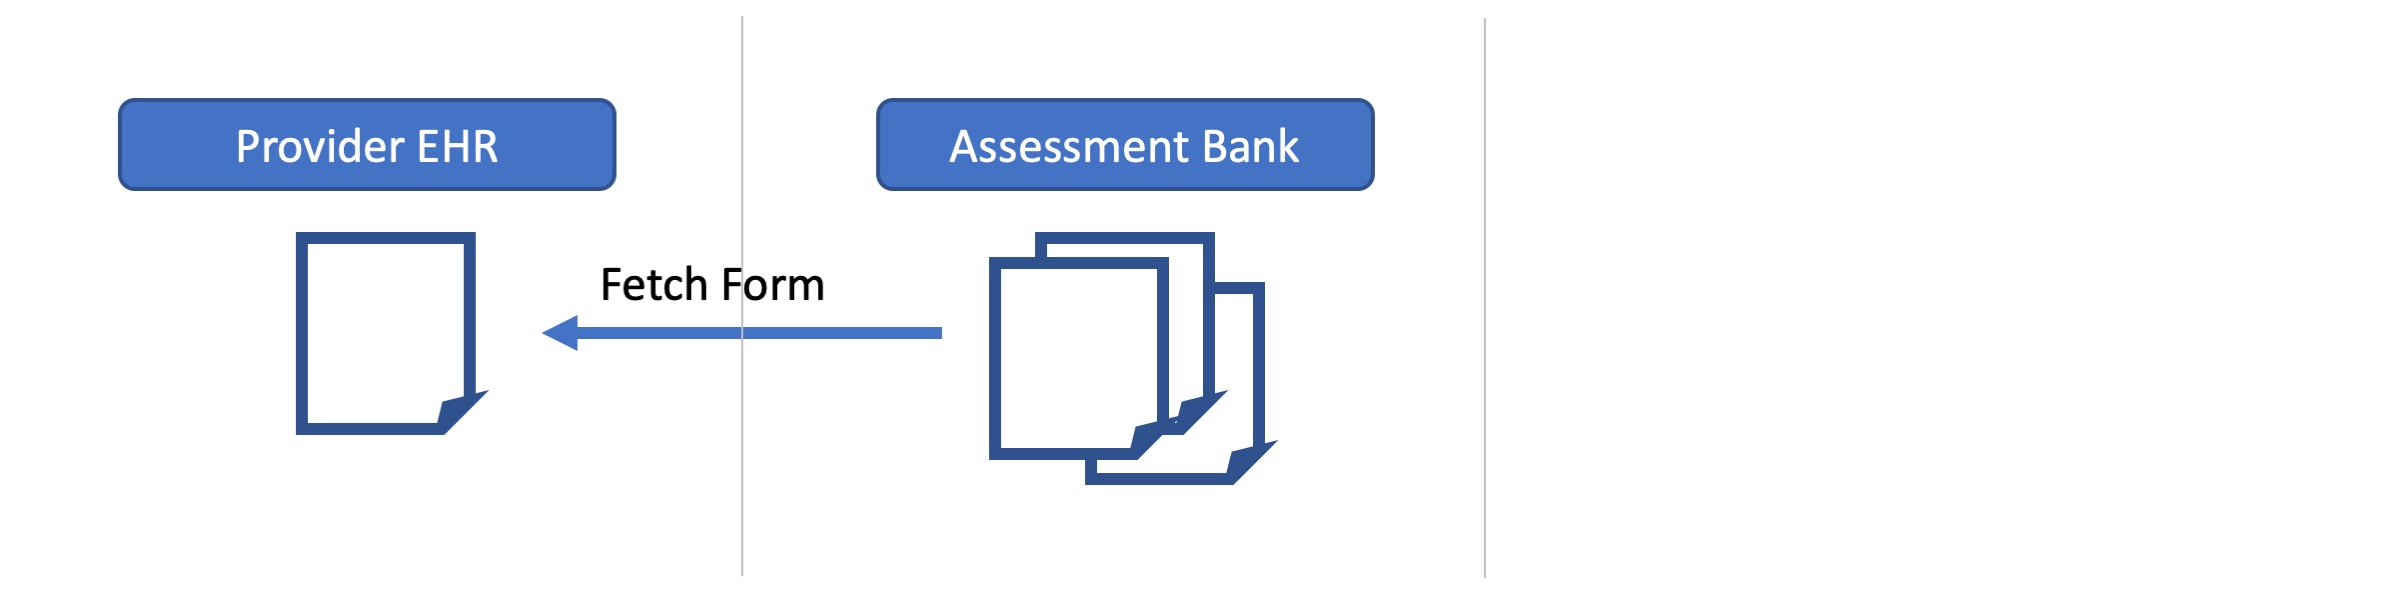 Provider EHR
Assessment Bank
Fetch Form